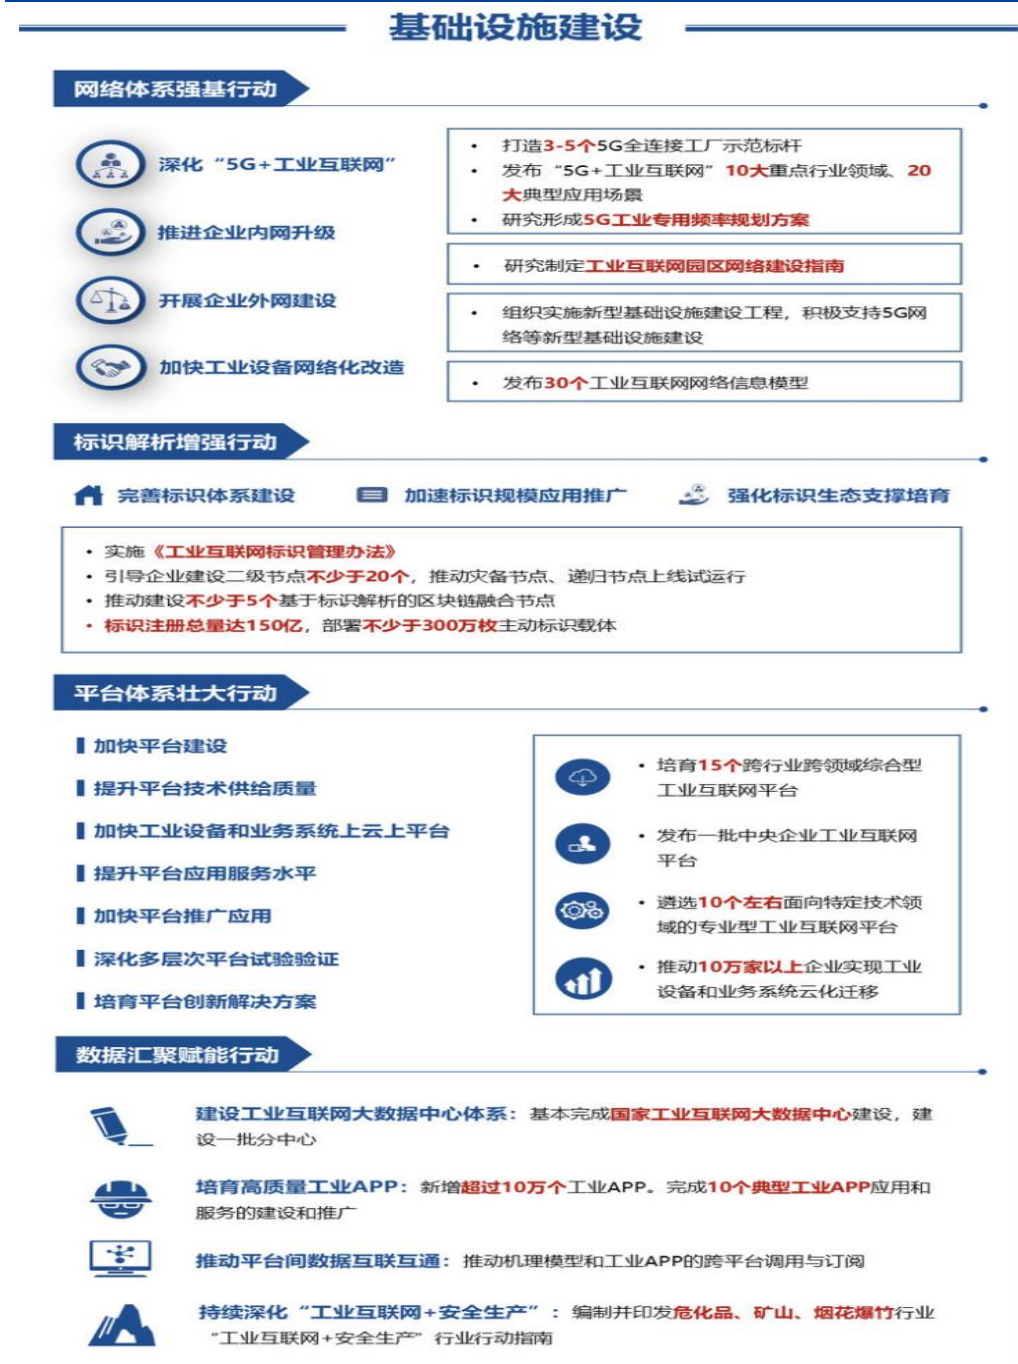 基础设施建设
网络体系强基行动
深化“5G+工业互联网”
推进企业内网升级
开展企业外网建设
加快工业设备网络化改造
• 打造3-5个5G全连接工厂示范标杆
• 发布“5G+工业互联网”10大重点行业领域、20
大典型应用场景
• 研究形成5G工业专用频率规划方案
• 研究制定工业互联网园区网络建设指南
• 组织实施新型基础设施建设工程，积极支持5G网
络等新型基础设施建设
• 发布30个工业互联网网络信息模型
标识解析增强行动
完善标识体系建设
加速标识规模应用推广
强化标识生态支撑培育
• 实施《工业互联网标识管理办法》
• 引导企业建设二级节点不少于20个，推动灾备节点、递归节点上线试运行
• 推动建设不少于5个基于标识解析的区块链融合节点
• 标识注册总量达150亿，部署不少于300万枚主动标识载体
平台体系壮大行动
加快平台建设
提升平台技术供给质量
加快工业设备和业务系统上云上平台
提升平台应用服务水平
加快平台推广应用
深化多层次平台试验验证
培育平台创新解决方案
• 培育15个跨行业跨领域综合型
工业互联网平台
• 发布一批中央企业工业互联网
平台
• 遴选10个左右面向特定技术领
域的专业型工业互联网平台
• 推动10万家以上企业实现工业
设备和业务系统云化迁移
数据汇聚赋能行动
建设工业互联网大数据中心体系：基本完成国家工业互联网大数据中心建设，建
设一批分中心
培育高质量工业APP：新增超过10万个工业APP。完成10个典型工业APP应用和
服务的建设和推广
推动平台间数据互联互通：推动机理模型和工业APP的跨平台调用与订阅
持续深化“工业互联网+安全生产”：编制并印发危化品、矿山、烟花爆竹行业
“工业互联网+安全生产”行业行动指南